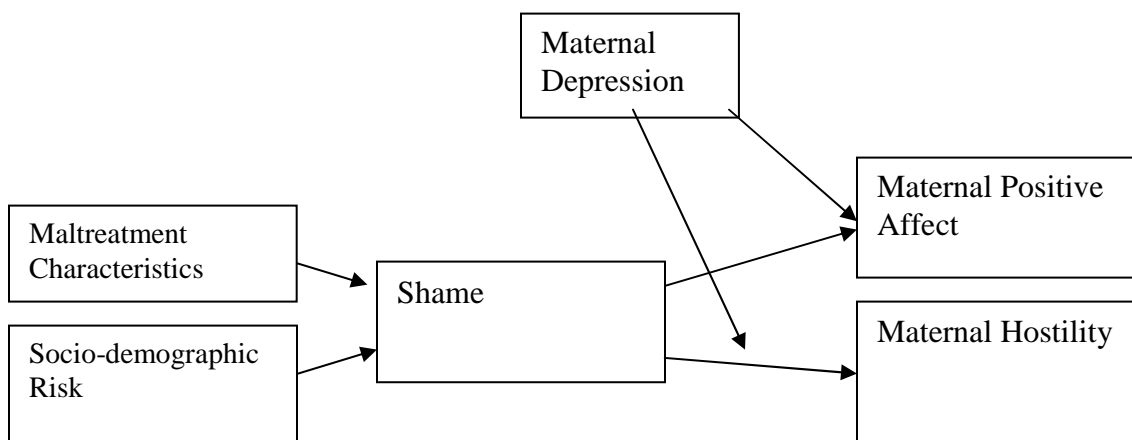 Maternal
Depression
Maternal Positive
Affect
Maltreatment
Characteristics
Shame
Maternal Hostility
Socio-demographic
Risk